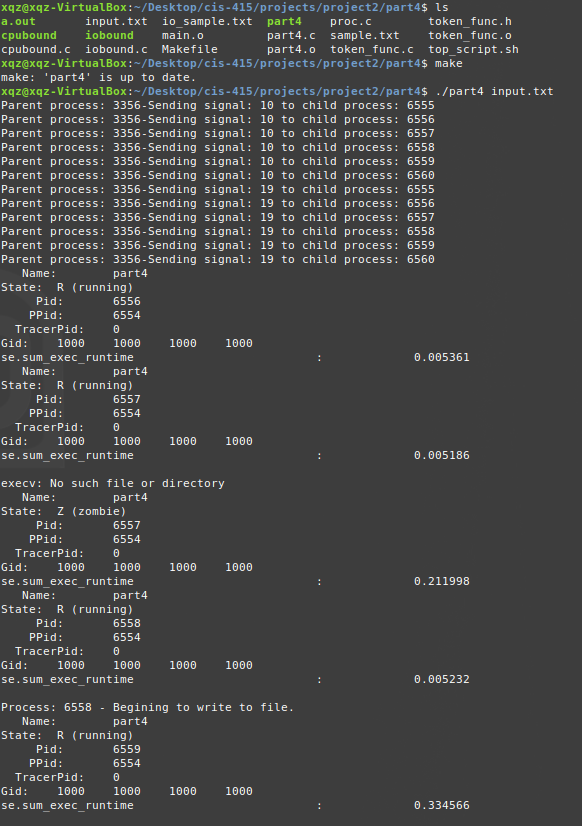 xqz@xqz-VirtualBox:~/Desktop/cis-415/projects/project2/part4$ ls
a.out input.txt io_sample.txt part4 proc.c token_func.h
cpubound iobound main.o part4.c sample.txt token_func.o
cpubound.c iobound.c Makefile part4.o token_func.c top_script.sh
xqz@xqz-VirtualBox:~/Desktop/cis-415/projects/project2/part4$ make
make: 'part4' is up to date.
xqz@xqz-VirtualBox:~/Desktop/cis-415/projects/project2/part4$ ./part4 input.txt
Parent process: 3356-Sending signal: 10 to child process: 6555
Parent process: 3356-Sending signal: 10 to child process: 6556
Parent process: 3356-Sending signal: 10 to child process: 6557
Parent process: 3356-Sending signal: 10 to child process: 6558
Parent process: 3356-Sending signal: 10 to child process: 6559
Parent process: 3356-Sending signal: 10 to child process: 6560
Parent process: 3356-Sending signal: 19 to child process: 6555
Parent process: 3356-Sending signal: 19 to child process: 6556
Parent process: 3356-Sending signal: 19 to child process: 6557
Parent process: 3356-Sending signal: 19 to child process: 6558
Parent process: 3356-Sending signal: 19 to child process: 6559
Parent process: 3356-Sending signal: 19 to child process: 6560
Name: part4
State: R (running)
Pid: 6556
PPid: 6554
TracerPid: 0
Gid: 1000 1000 1000 1000
se.sum_exec_runtime : 0.005361
Name: part4
State: R (running)
Pid: 6557
PPid: 6554
TracerPid: 0
Gid: 1000 1000 1000 1000
se.sum_exec_runtime : 0.005186
execv: No such file or directory
Name: part4
State: Z (zombie)
Pid: 6557
PPid: 6554
TracerPid: 0
Gid: 1000 1000 1000 1000
se.sum_exec_runtime : 0.211998
Name: part4
State: R (running)
Pid: 6558
PPid: 6554
TracerPid: 0
Gid: 1000 1000 1000 1000
se.sum_exec_runtime : 0.005232
Process: 6558 - Begining to write to file.
Name: part4
State: R (running)
Pid: 6559
PPid: 6554
TracerPid: 0
Gid: 1000 1000 1000 1000
se.sum_exec_runtime : 0.334566